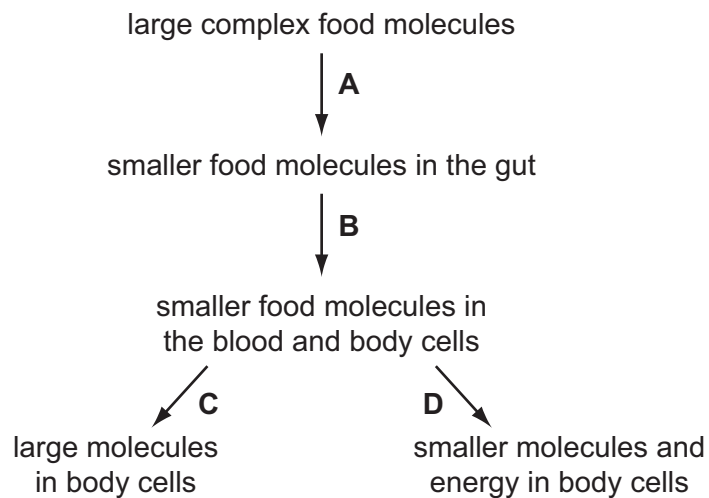 large complex food molecules
A
smaller food molecules in the gut
B
smaller food molecules in
the blood and body cells
C
D
large molecules
in body cells
smaller molecules and
energy in body cells